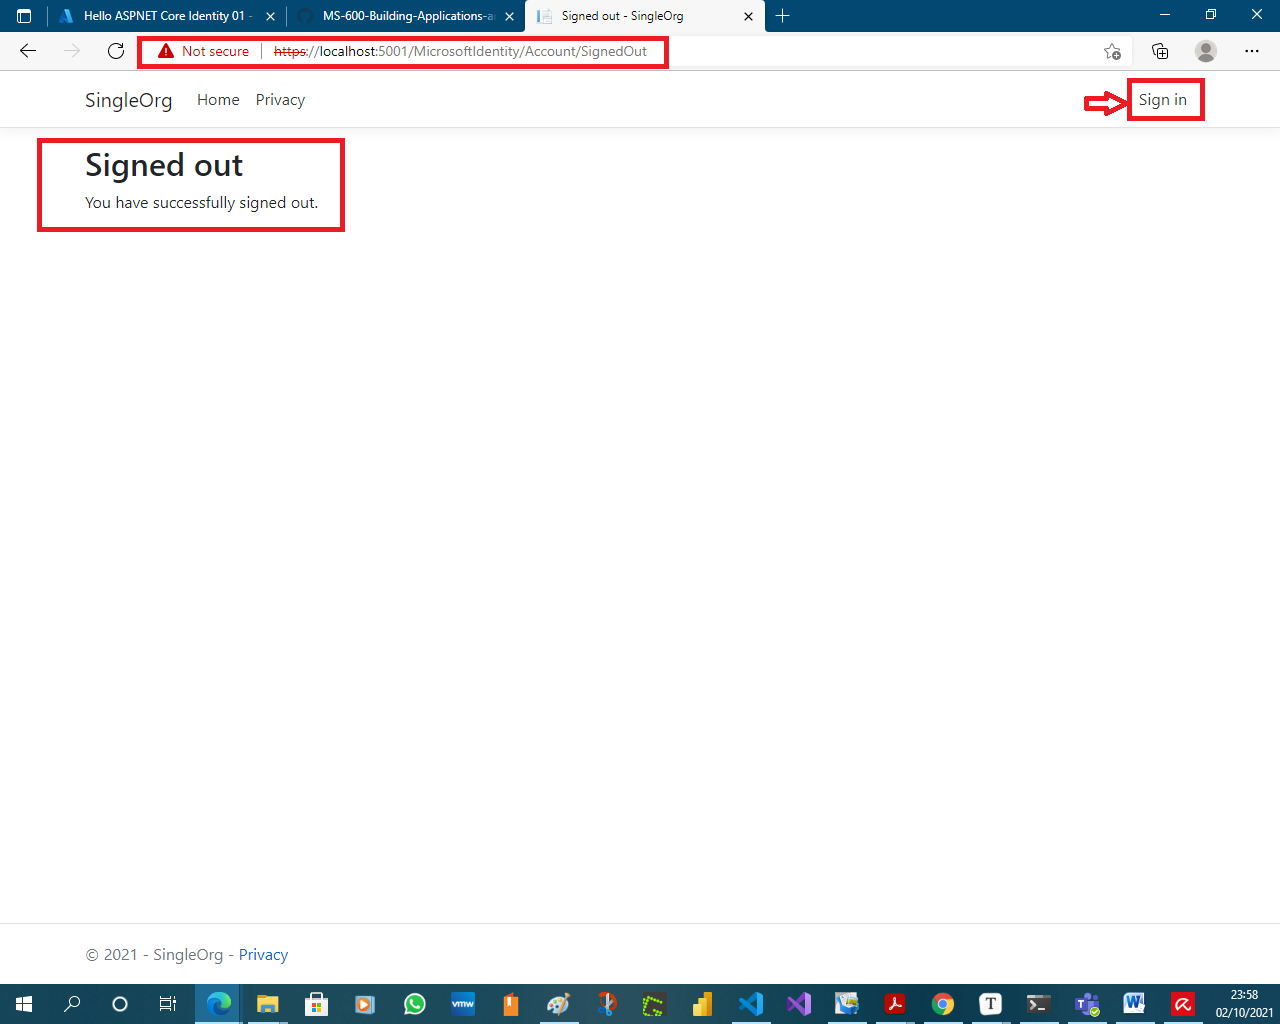 Hello ASPNET Core Identity 01 -
MS-600-Building-Applications-a
Signed out - SingleOrg
Not secure
https://localhost:5001/MicrosoftIdentity/Account/SignedOut
SingleOrg Home Privacy Sign in
Signed out
You have successfully signed out.
© 2021 - SingleOrg - Privacy
vmw
T
W
23:58
02/10/2021